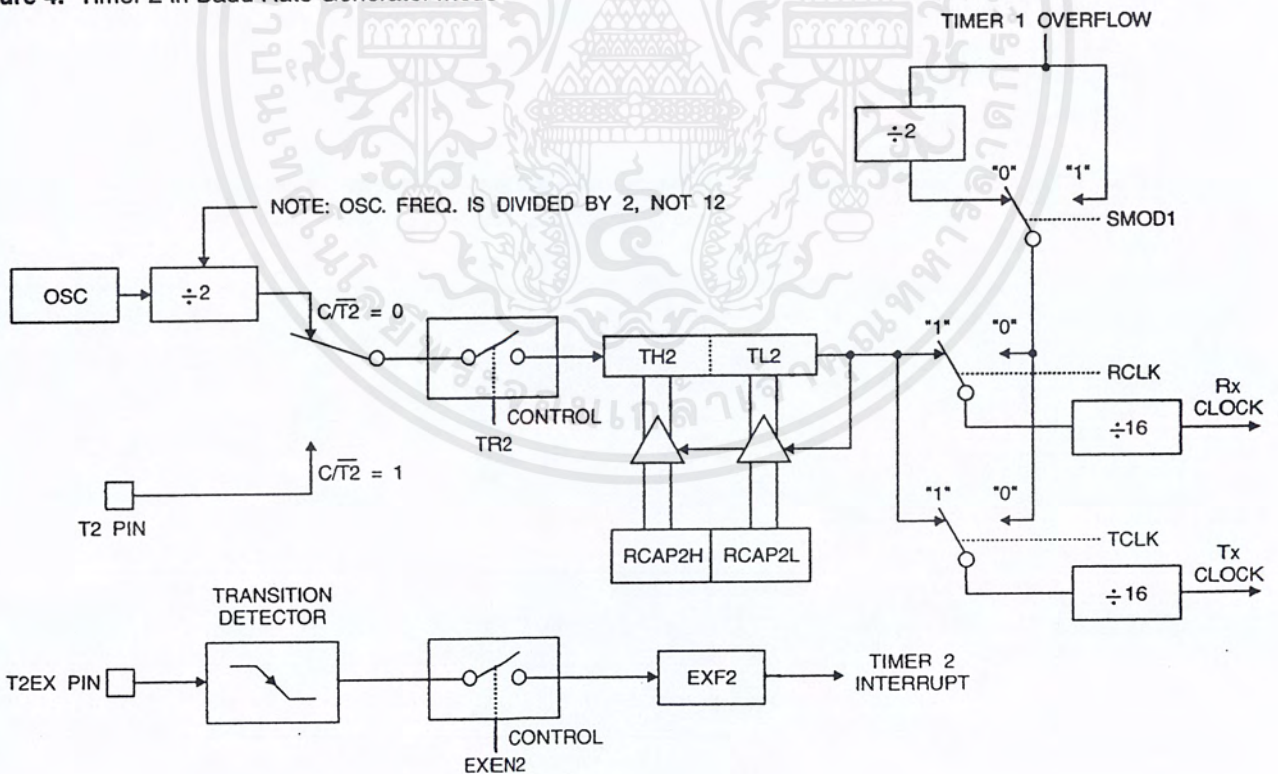 Timer 2 in Baud Rate Generator Mode
TIMER 1 OVERFLOW
÷2
"0" "1"
SMOD1
NOTE: OSC. FREQ. IS DIVIDED BY 2, NOT 12
OSC
÷2
C/T2 = 0
TH2 TL2
"1" "0"
RCLK
Rx
CLOCK
÷16
CONTROL
TR2
C/T2 = 1
T2 PIN
RCAP2H RCAP2L
"1" "0"
TCLK
Tx
CLOCK
÷16
TRANSITION
DETECTOR
T2EX PIN
EXF2
TIMER 2
INTERRUPT
CONTROL
EXEN2